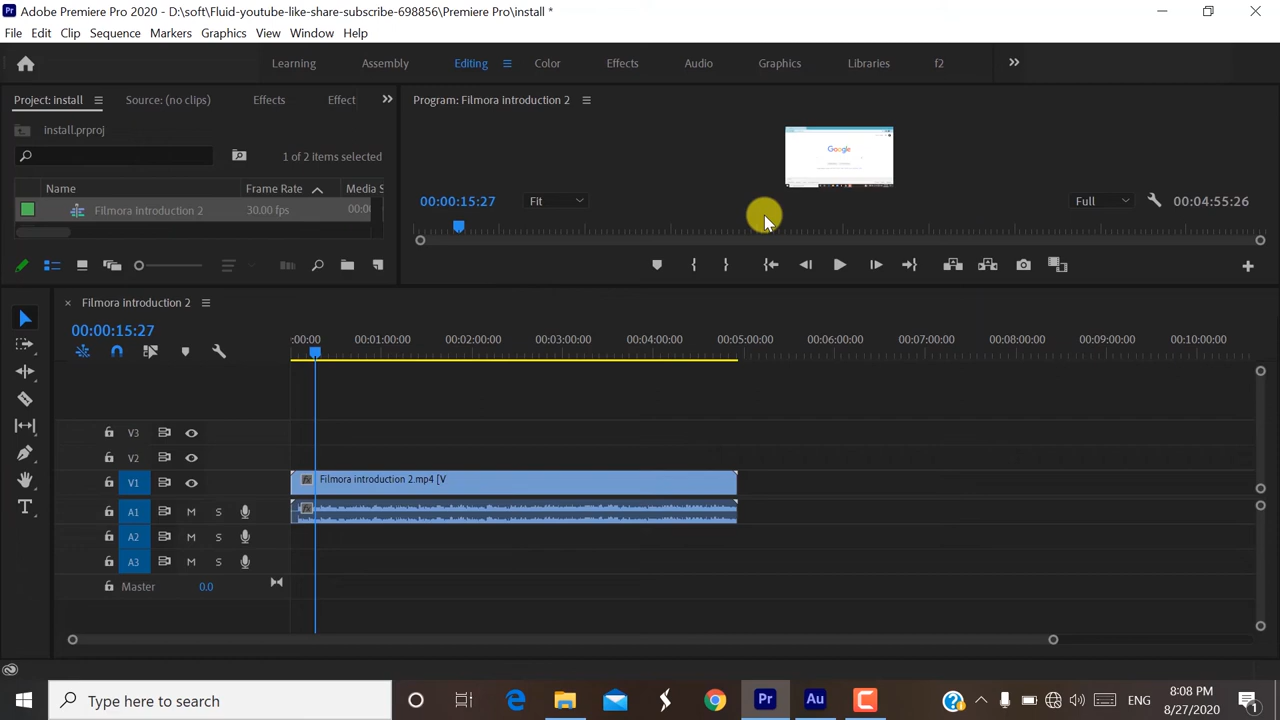 Adobe Premiere Pro 2020 - D:\soft\Fluid-youtube-like-share-subscribe-698856\Premiere Pro\install *
File Edit Clip Sequence Markers Graphics View Window Help
Learning Assembly Editing Color Effects Audio Graphics Libraries f2
Project: install Source: (no clips) Effects Effect
Program: Filmora introduction 2
install.prproj
1 of 2 items selected
Google
Name Frame Rate Media S
Filmora Introduction 2 30.00 fps 00:00
00:00:15:27 Fit Full 00:04:55:26
Filmora introduction 2
00:00:15:27
:00:00 00:01:00:00 00:02:00:00 00:03:00:00 00:04:00:00 00:05:00:00 00:06:00:00 00:07:00:00 00:08:00:00 00:09:00:00 00:10:00:00
V3
V2
V1 fx Filmora introduction 2.mp4 [V
A1 M S fx
A2 M S
A3 M S
Master 0.0
Type here to search
Pr Au
ENG
8:08 PM
8/27/2020
1